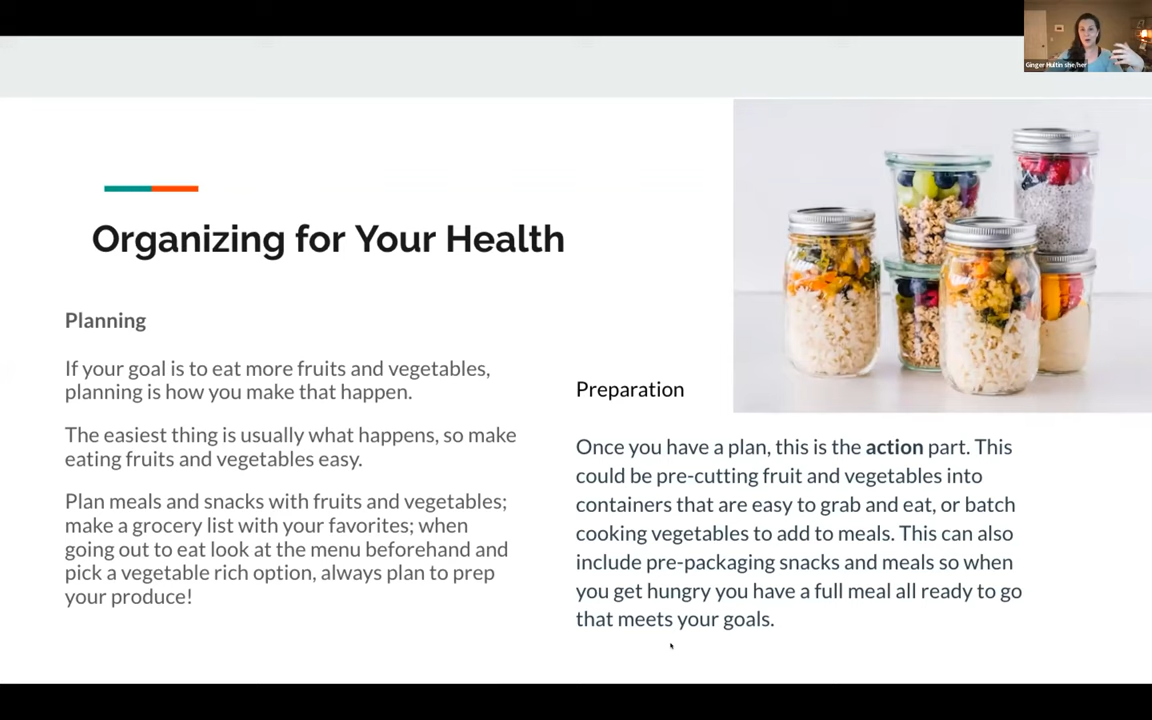 Ginger Hultin she/her
Organizing for Your Health
Planning
If your goal is to eat more fruits and vegetables,
planning is how you make that happen.
The easiest thing is usually what happens, so make
eating fruits and vegetables easy.
Plan meals and snacks with fruits and vegetables;
make a grocery list with your favorites; when
going out to eat look at the menu beforehand and
pick a vegetable rich option, always plan to prep
your produce!
Preparation
Once you have a plan, this is the action part. This
could be pre-cutting fruit and vegetables into
containers that are easy to grab and eat, or batch
cooking vegetables to add to meals. This can also
include pre-packaging snacks and meals so when
you get hungry you have a full meal all ready to go
that meets your goals.